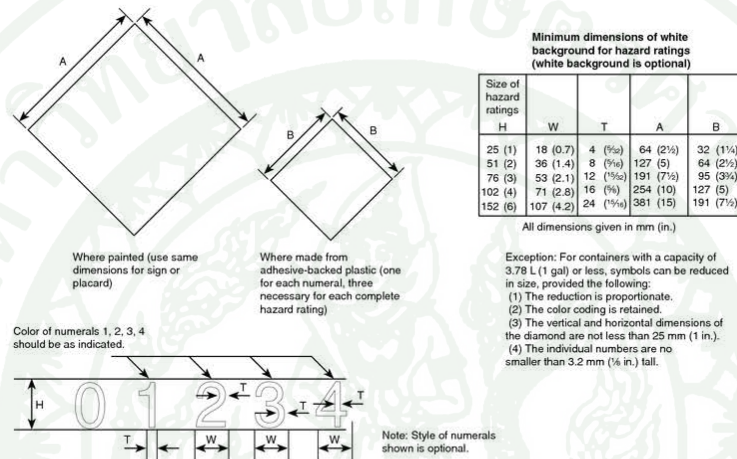 A
A
B
B
Where painted (use same
dimensions for sign or
placard)
Where made from
adhesive-backed plastic (one
for each numeral, three
necessary for each complete
hazard rating)
Minimum dimensions of white
background for hazard ratings
(white background is optional)
Size of
hazard
ratings
H W T A B
25 (1) 18 (0.7) 4 (5/32) 64 (2½) 32 (1¼)
51 (2) 36 (1.4) 8 (5/16) 127 (5) 64 (2½)
76 (3) 53 (2.1) 12 (15/32) 191 (7½) 95 (3¾)
102 (4) 71 (2.8) 16 (⅝) 254 (10) 127 (5)
152 (6) 107 (4.2) 24 (15/16) 381 (15) 191 (7½)
All dimensions given in mm (in.)
Exception: For containers with a capacity of
3.78 L (1 gal) or less, symbols can be reduced
in size, provided the following:
(1) The reduction is proportionate.
(2) The color coding is retained.
(3) The vertical and horizontal dimensions of
the diamond are not less than 25 mm (1 in.).
(4) The individual numbers are no
smaller than 3.2 mm (⅛ in.) tall.
Color of numerals 1, 2, 3, 4
should be as indicated.
H 0 1 2 T 3 T 4 T
T W W W
Note: Style of numerals
shown is optional.